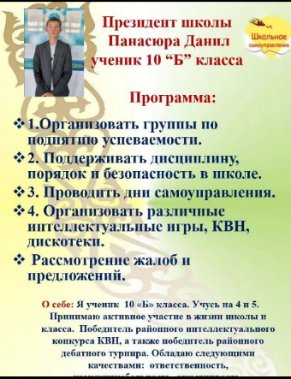 Президент школы
Панасюра Данил
ученик 10 “Б” класса
Школьное
самоуправление
Программа:
❖1.Организовать группы по
поднятию успеваемости.
❖2. Поддерживать дисциплину,
порядок и безопасность в школе.
❖3. Проводить дни самоуправления.
❖4. Организовать различные
интеллектуальные игры, КВН,
дискотеки.
❖ Рассмотрение жалоб и
предложений.
О себе: Я ученик 10 «Б» класса. Учусь на 4 и 5.
Принимаю активное участие в жизни школы и
класса. Победитель районного интеллектуального
конкурса КВН, а также победитель районного
дебатного турнира. Обладаю следующими
качествами: ответственность,